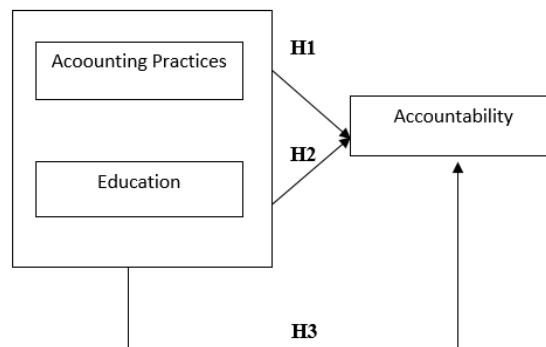 H1
Acoounting Practices
Accountability
H2
Education
H3